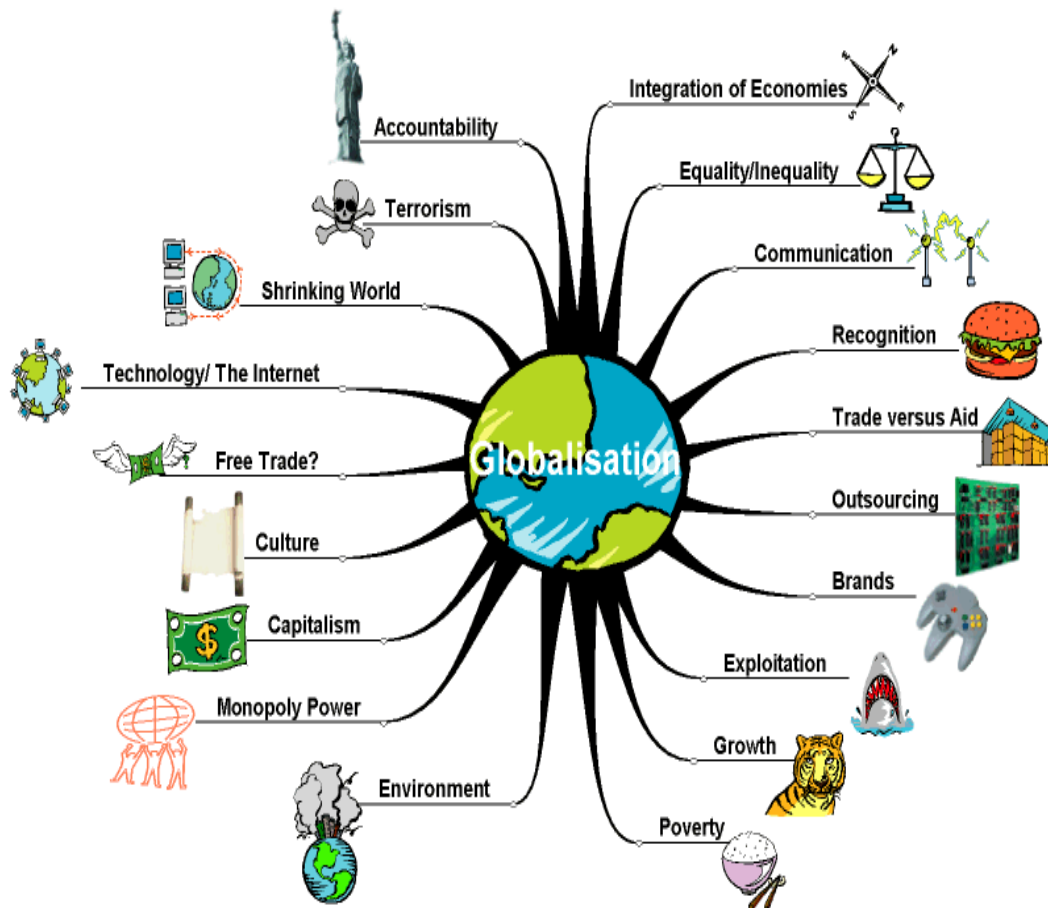 Globalisation
Integration of Economies
Equality/Inequality
Communication
Recognition
Trade versus Aid
Outsourcing
Brands
Exploitation
Growth
Poverty
Environment
Monopoly Power
Capitalism
Culture
Free Trade?
Technology/ The Internet
Shrinking World
Terrorism
Accountability
N
E
S
W
$